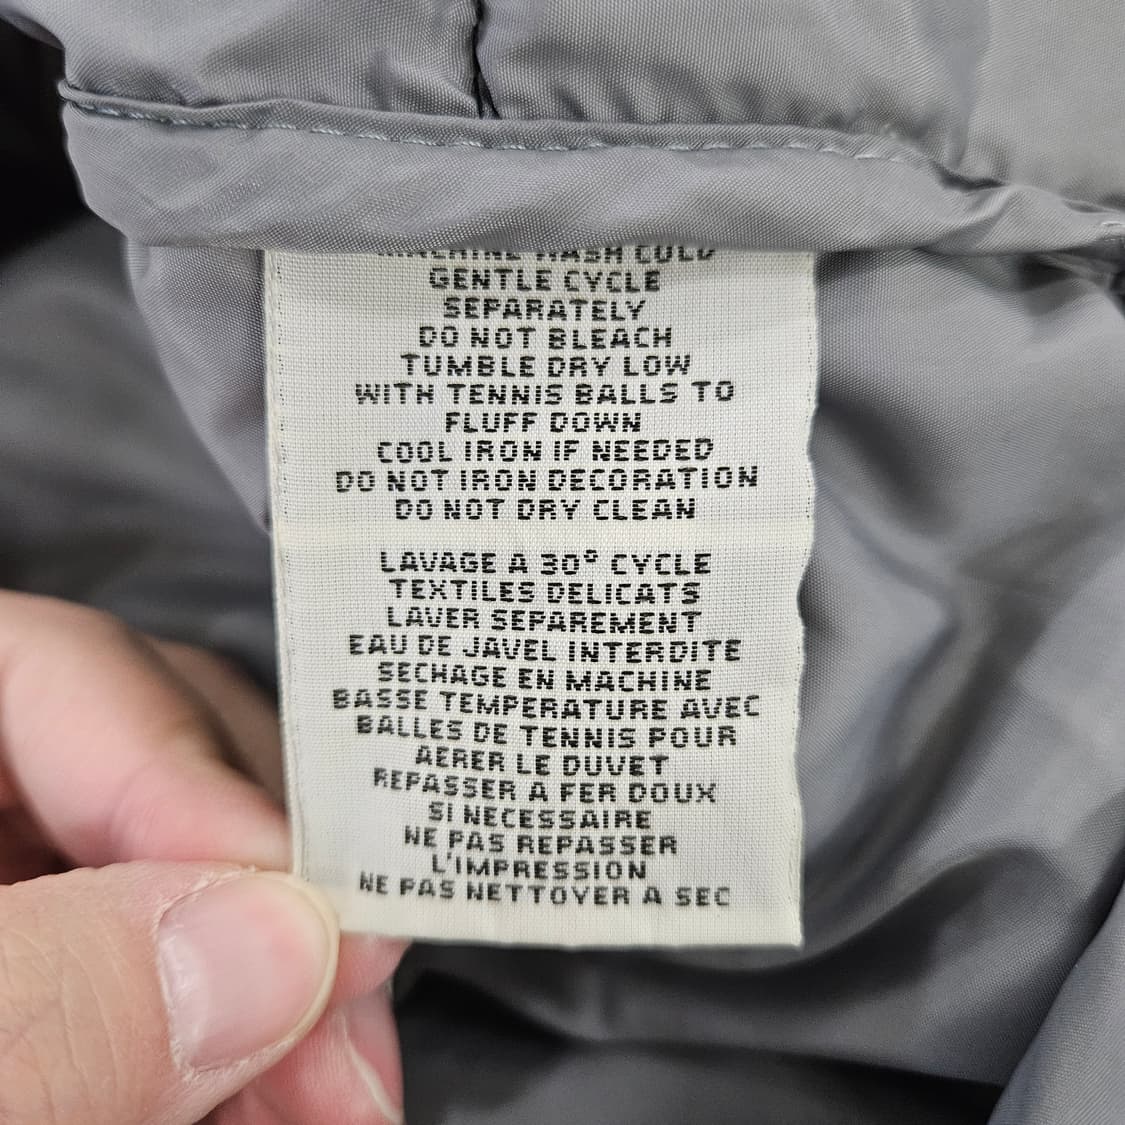 MACHINE WASH COLD
GENTLE CYCLE
SEPARATELY
DO NOT BLEACH
TUMBLE DRY LOW
WITH TENNIS BALLS TO
FLUFF DOWN
COOL IRON IF NEEDED
DO NOT IRON DECORATION
DO NOT DRY CLEAN
LAVAGE A 30° CYCLE
TEXTILES DELICATS
LAVER SEPAREMENT
EAU DE JAVEL INTERDITE
SECHAGE EN MACHINE
BASSE TEMPERATURE AVEC
BALLES DE TENNIS POUR
AERER LE DUVET
REPASSER A FER DOUX
SI NECESSAIRE
NE PAS REPASSER
L'IMPRESSION
NE PAS NETTOYER A SEC